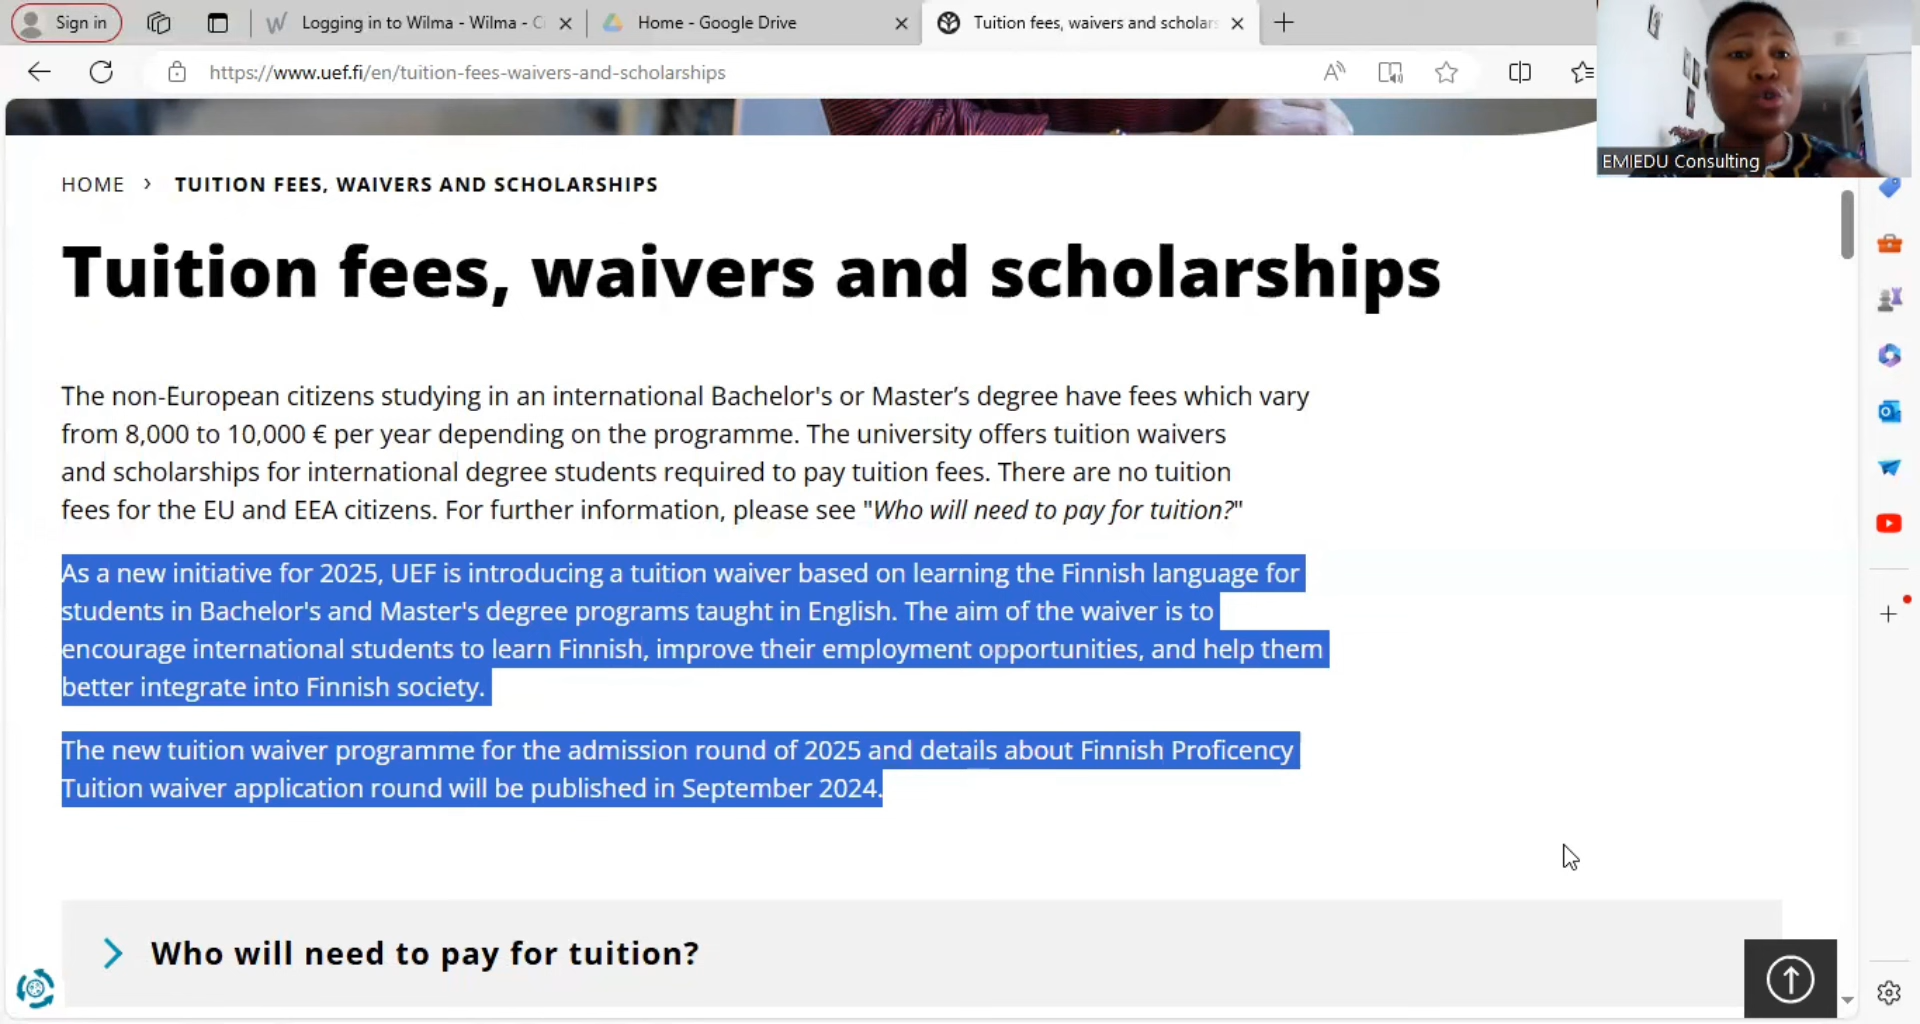 Sign in
Logging in to Wilma - Wilma - C
Home - Google Drive
Tuition fees, waivers and scholars
https://www.uef.fi/en/tuition-fees-waivers-and-scholarships
EMIEDU Consulting
HOME › TUITION FEES, WAIVERS AND SCHOLARSHIPS
Tuition fees, waivers and scholarships
The non-European citizens studying in an international Bachelor's or Master’s degree have fees which vary
from 8,000 to 10,000 € per year depending on the programme. The university offers tuition waivers
and scholarships for international degree students required to pay tuition fees. There are no tuition
fees for the EU and EEA citizens. For further information, please see "Who will need to pay for tuition?"
As a new initiative for 2025, UEF is introducing a tuition waiver based on learning the Finnish language for
students in Bachelor's and Master's degree programs taught in English. The aim of the waiver is to
encourage international students to learn Finnish, improve their employment opportunities, and help them
better integrate into Finnish society.
The new tuition waiver programme for the admission round of 2025 and details about Finnish Proficency
Tuition waiver application round will be published in September 2024.
Who will need to pay for tuition?